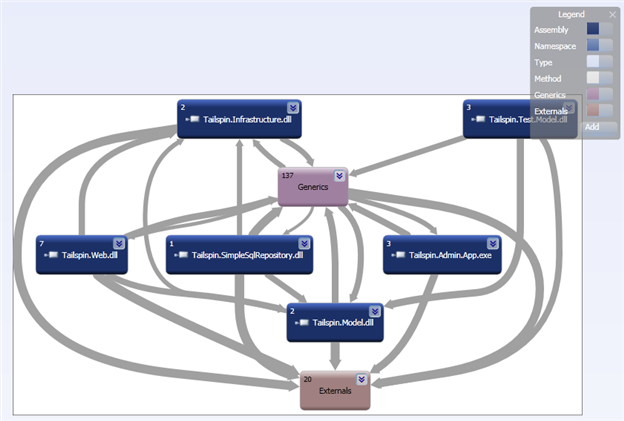 Legend
Assembly
Namespace
Type
Method
Generics
Externals
Add
2
Tailspin.Infrastructure.dll
3
Tailspin.Test.Model.dll
137
Generics
7
Tailspin.Web.dll
1
Tailspin.SimpleSqlRepository.dll
3
Tailspin.Admin.App.exe
2
Tailspin.Model.dll
20
Externals